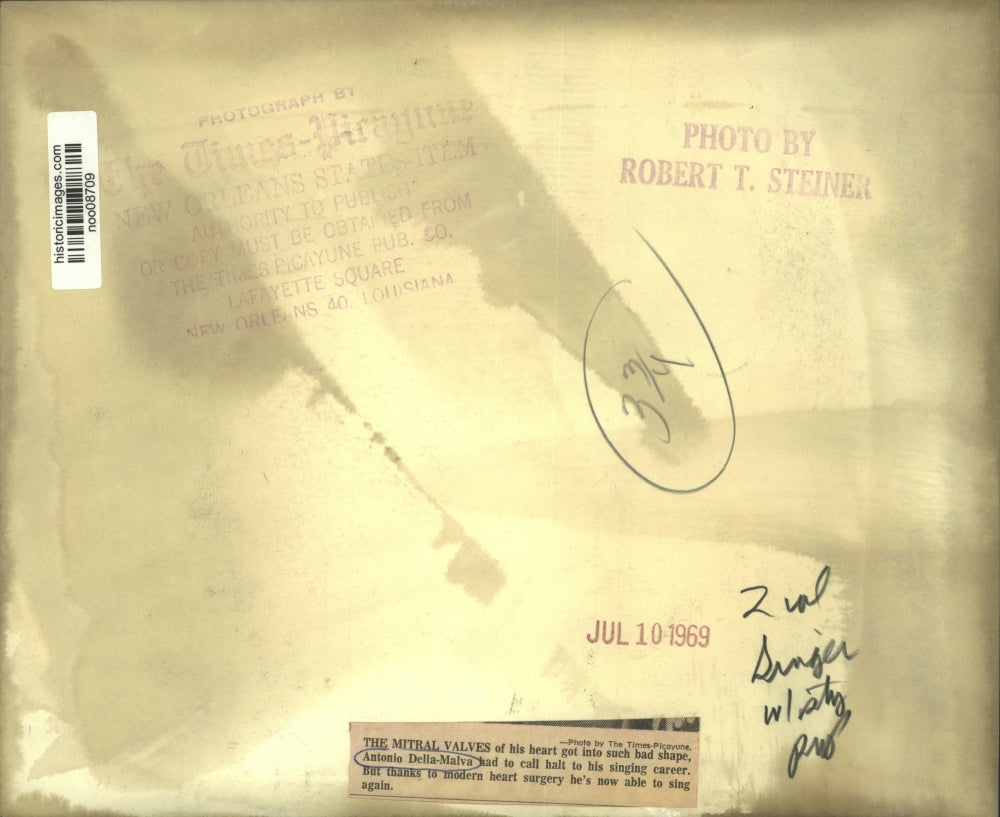 historicimages.com
noo08709
PHOTOGRAPH BY
The Times-Picayune
NEW ORLEANS STATES ITEM
AUTHORITY TO PUBLISH
OR COPY MUST BE OBTAINED FROM
THE TIMES PICAYUNE PUB. CO.
LAFAYETTE SQUARE
NEW ORLEANS 40, LOUISIANA
PHOTO BY
ROBERT T. STEINER
3 3/4
JUL 10 1969
2
Singer
—Photo by The Times-Picayune.
THE MITRAL VALVES of his heart got into such bad shape,
Antonio Della-Malva had to call halt to his singing career.
But thanks to modern heart surgery he's now able to sing
again.